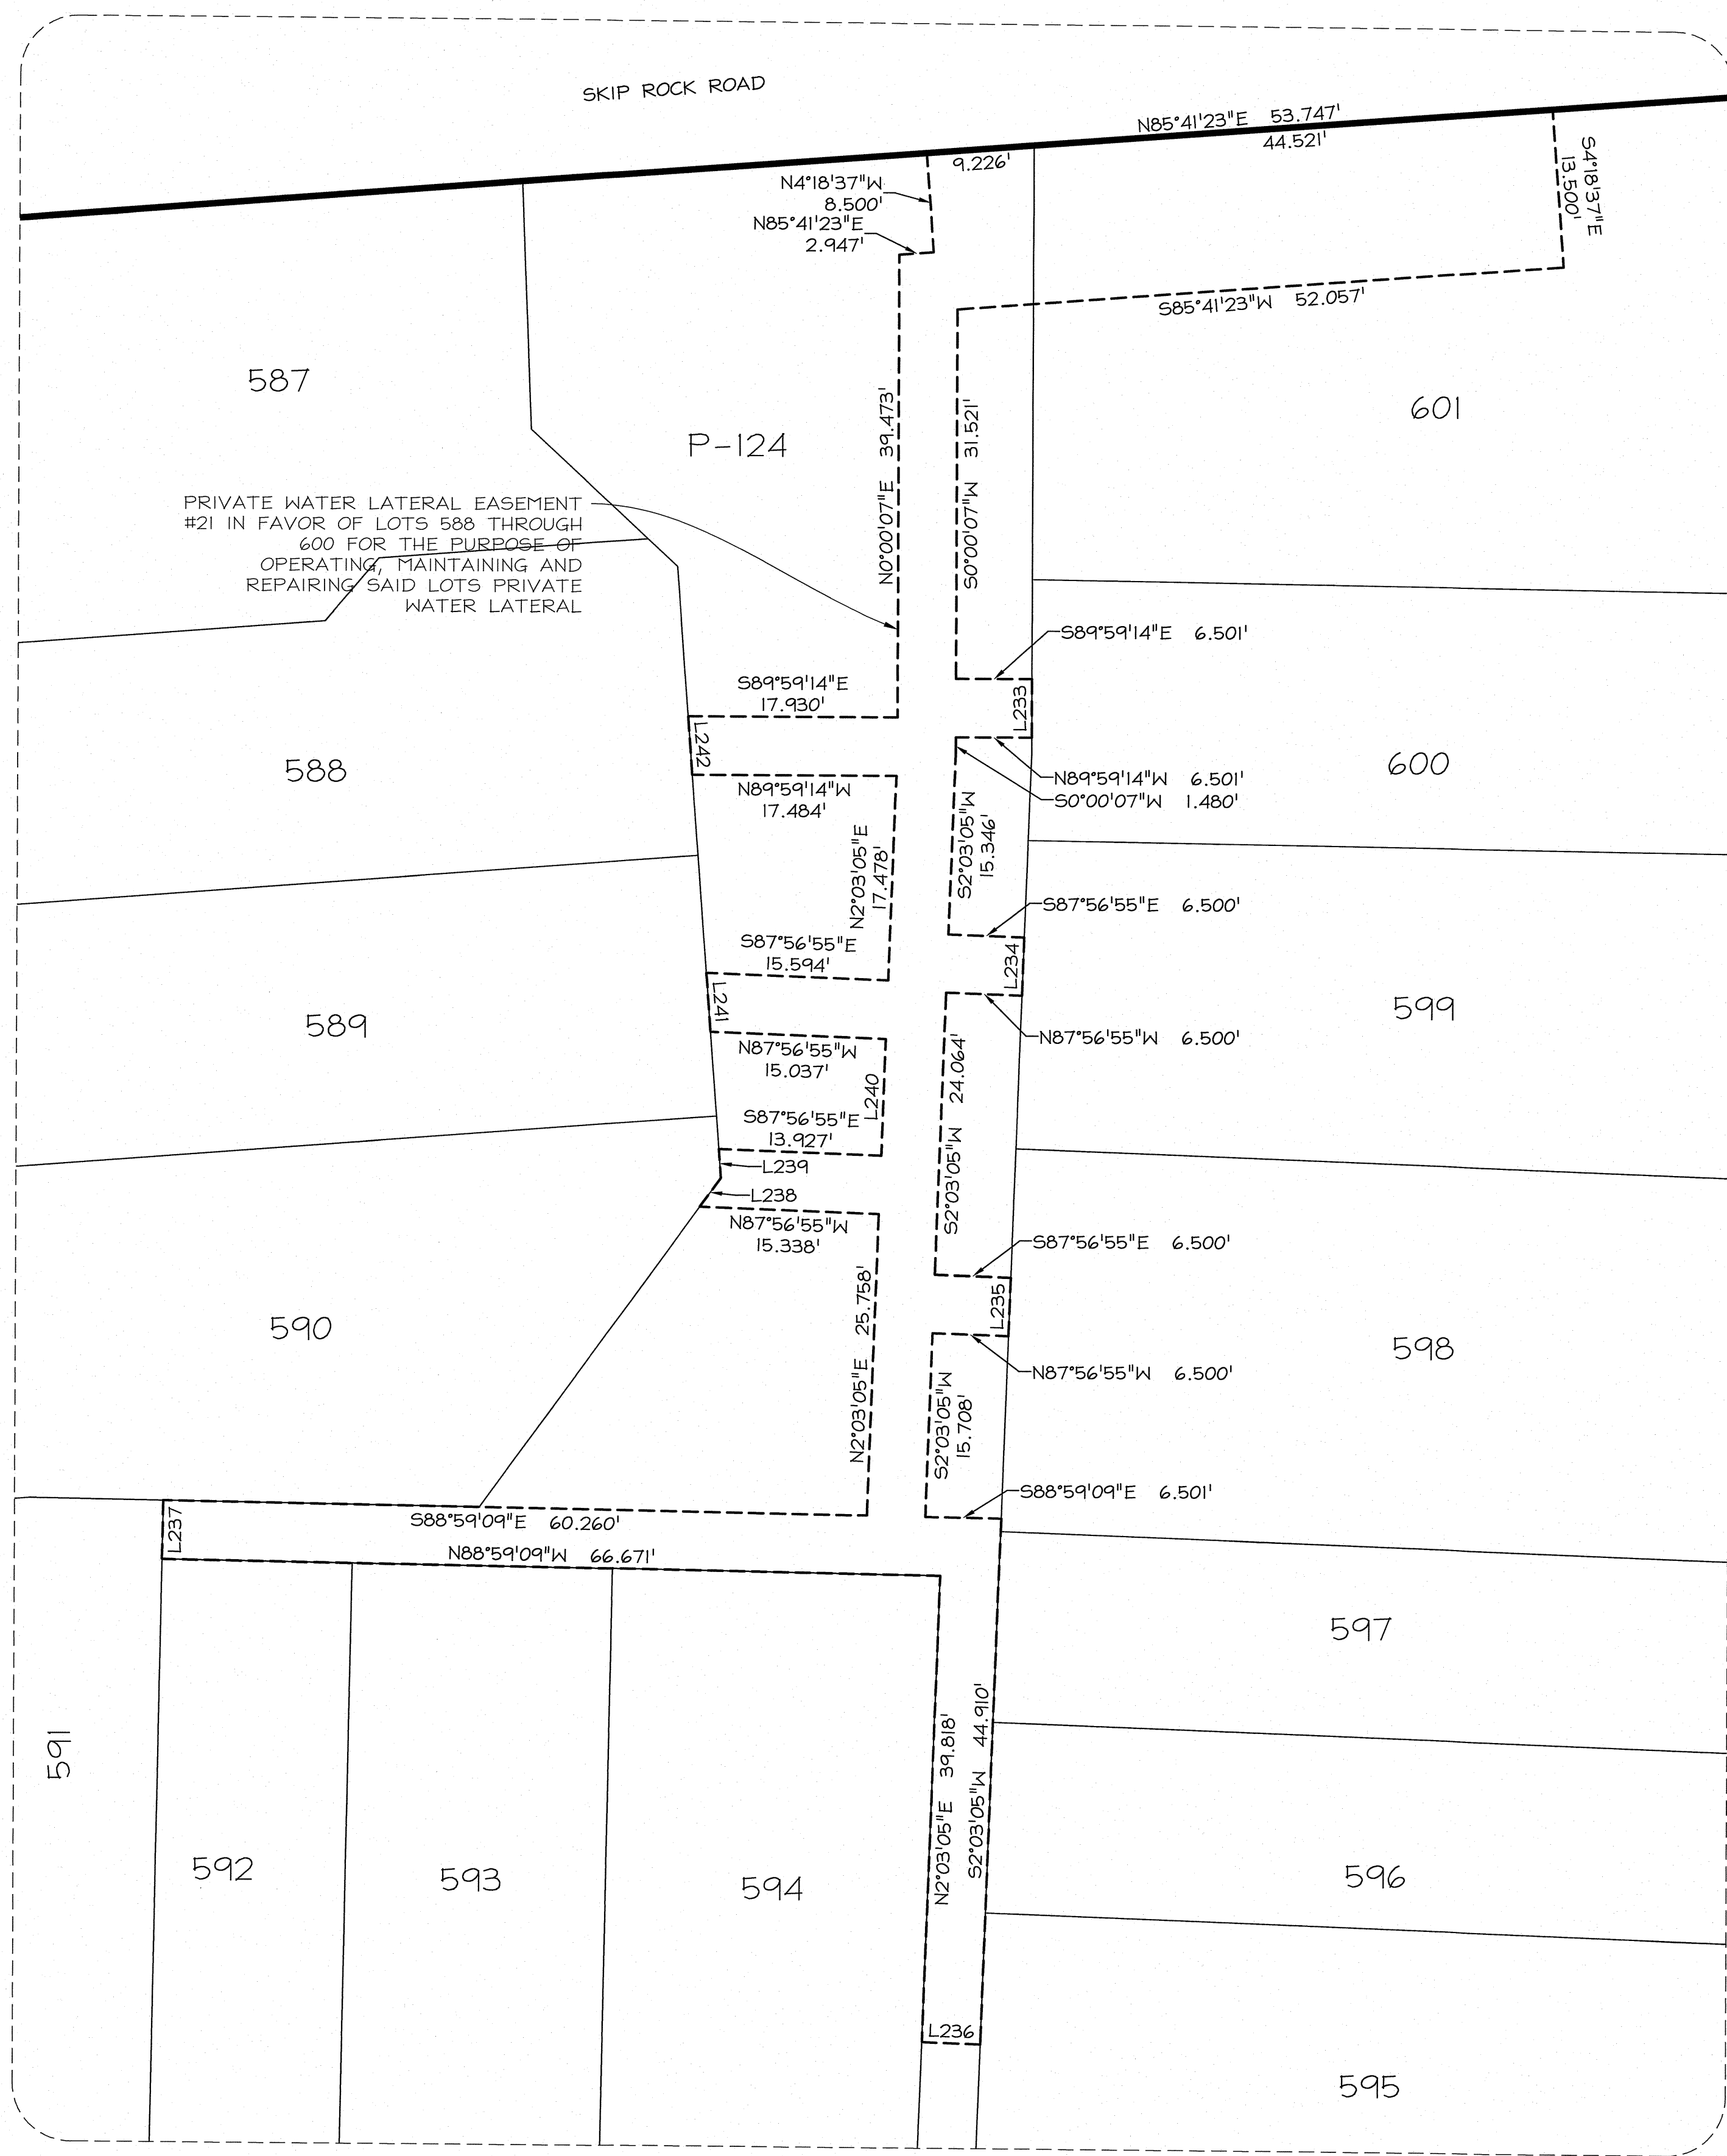 SKIP ROCK ROAD
N85°41'23"E 53.747'
44.521'
9.226'
S4°18'37"E
13.500'
N4°18'37"W
8.500'
N85°41'23"E
2.947'
S85°41'23"W 52.057'
587
601
P-124
N0°00'07"E 39.473'
S0°00'07"W 31.521'
PRIVATE WATER LATERAL EASEMENT
#21 IN FAVOR OF LOTS 588 THROUGH
600 FOR THE PURPOSE OF
OPERATING, MAINTAINING AND
REPAIRING SAID LOTS PRIVATE
WATER LATERAL
S89°59'14"E 6.501'
S89°59'14"E
17.930'
L233
L242
588
600
N89°59'14"W 6.501'
S0°00'07"W 1.480'
N89°59'14"W
17.484'
S2°03'05"W
15.346'
N2°03'05"E
17.478'
S87°56'55"E 6.500'
S87°56'55"E
15.594'
L234
L241
589
599
N87°56'55"W 6.500'
N87°56'55"W
15.037'
L240
S2°03'05"W 24.064'
S87°56'55"E
13.927'
L239
L238
N87°56'55"W
15.338'
S87°56'55"E 6.500'
L235
590
598
N2°03'05"E 25.758'
N87°56'55"W 6.500'
S2°03'05"W
15.708'
S88°59'09"E 6.501'
L237
S88°59'09"E 60.260'
N88°59'09"W 66.671'
597
591
N2°03'05"E 39.818'
S2°03'05"W 44.910'
592
593
594
596
L236
595